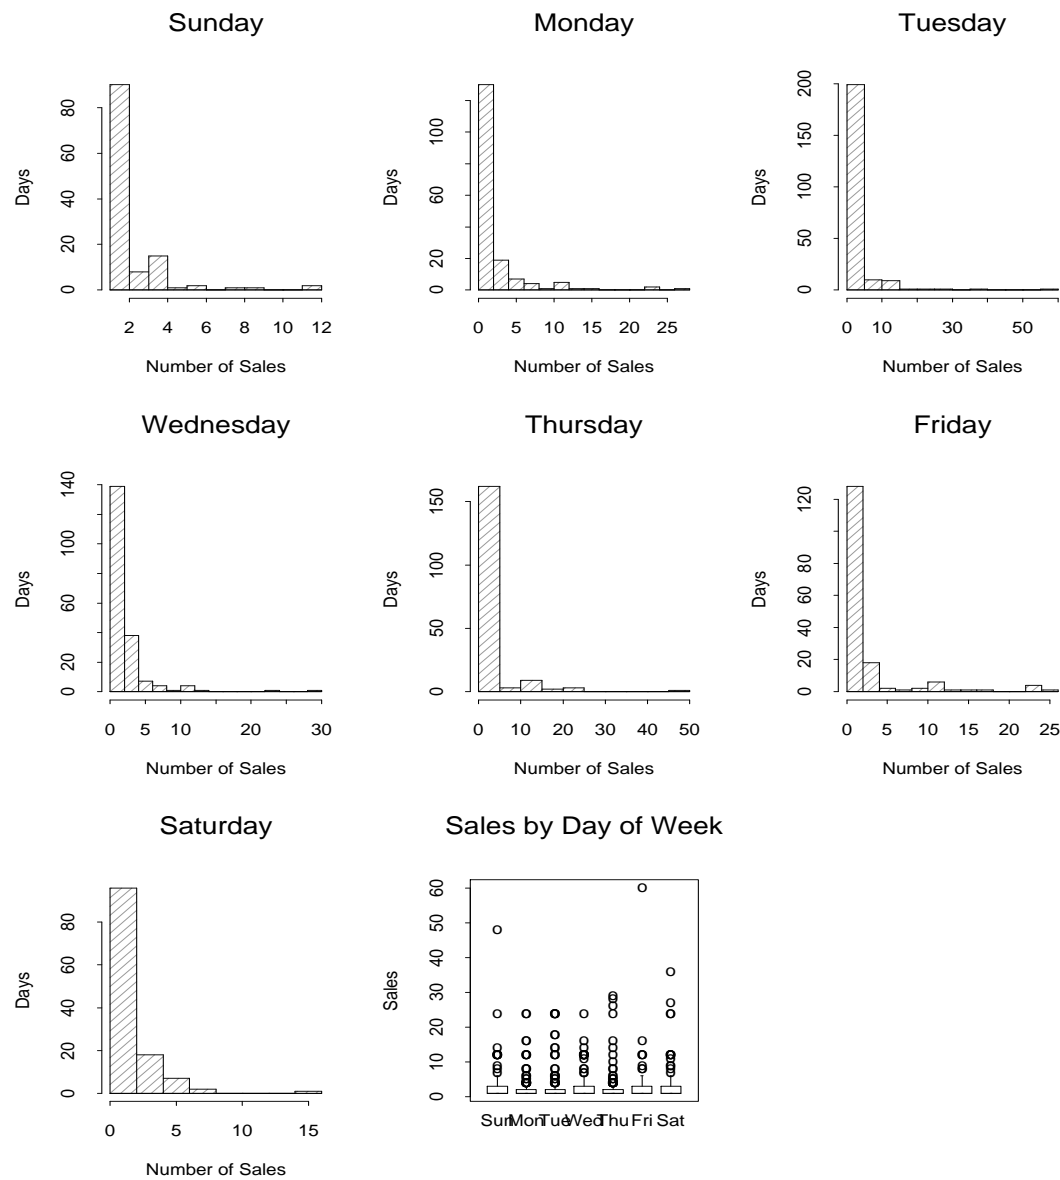 Sunday
Days
0 20 40 60 80
2 4 6 8 10 12
Number of Sales
Monday
Days
0 20 60 100
0 5 10 15 20 25
Number of Sales
Tuesday
Days
0 50 100 150 200
0 10 30 50
Number of Sales
Wednesday
Days
0 20 60 100 140
0 5 10 20 30
Number of Sales
Thursday
Days
0 50 100 150
0 10 20 30 40 50
Number of Sales
Friday
Days
0 20 40 60 80 120
0 5 10 15 20 25
Number of Sales
Saturday
Days
0 20 40 60 80
0 5 10 15
Number of Sales
Sales by Day of Week
Sales
0 10 20 30 40 50 60
Sun Mon Tue Wed Thu Fri Sat